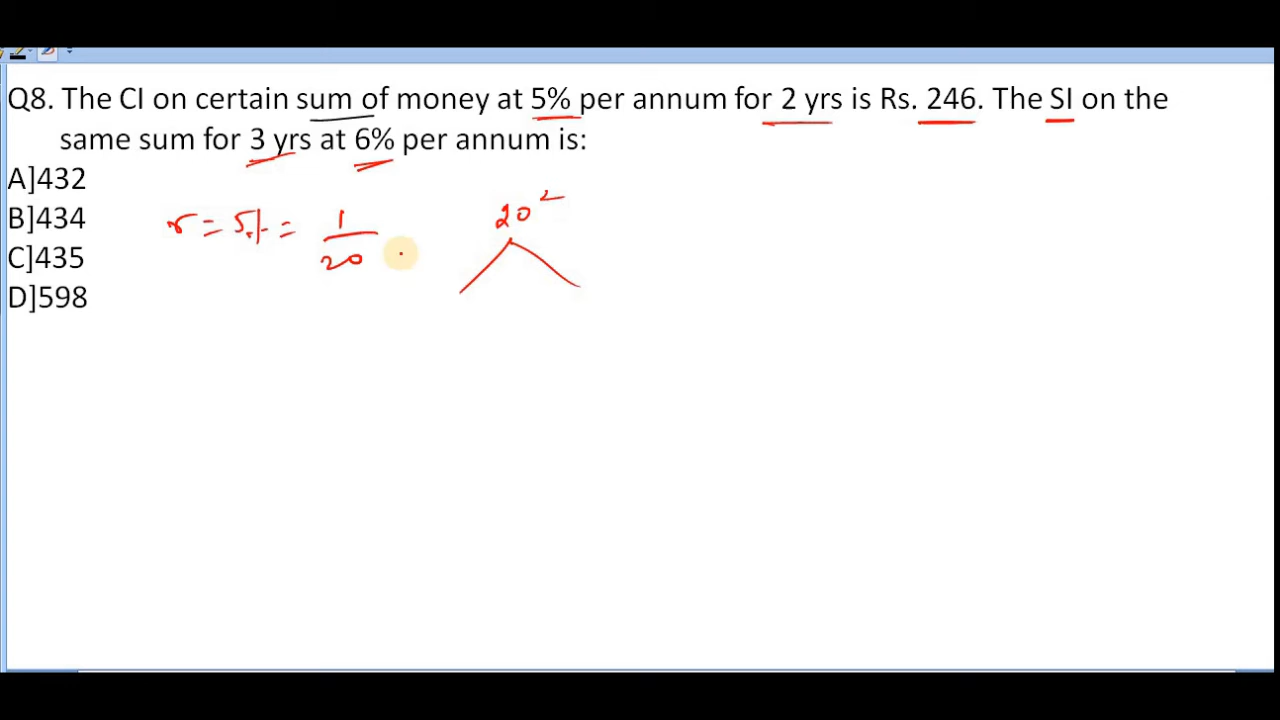 Q8. The CI on certain sum of money at 5% per annum for 2 yrs is Rs. 246. The SI on the
same sum for 3 yrs at 6% per annum is:
A]432
B]434
C]435
D]598
r = 5% = 1/20
20²